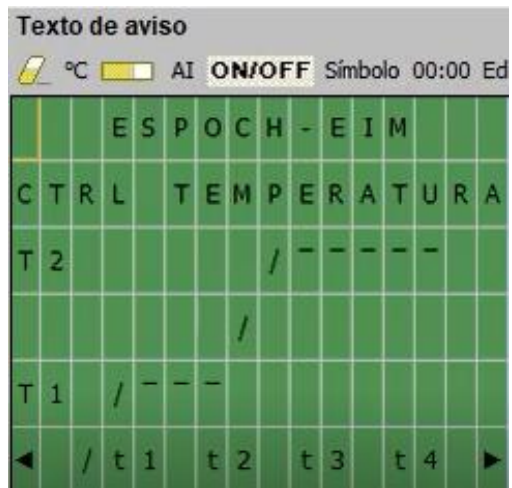 Texto de aviso
°C AI ON/OFF Símbolo 00:00 Ed
ESPOCH-EIM
CTRL TEMPERATURA
T2 / - - - - -
/
T1 / - - -
◄ / t1 t2 t3 t4 ►